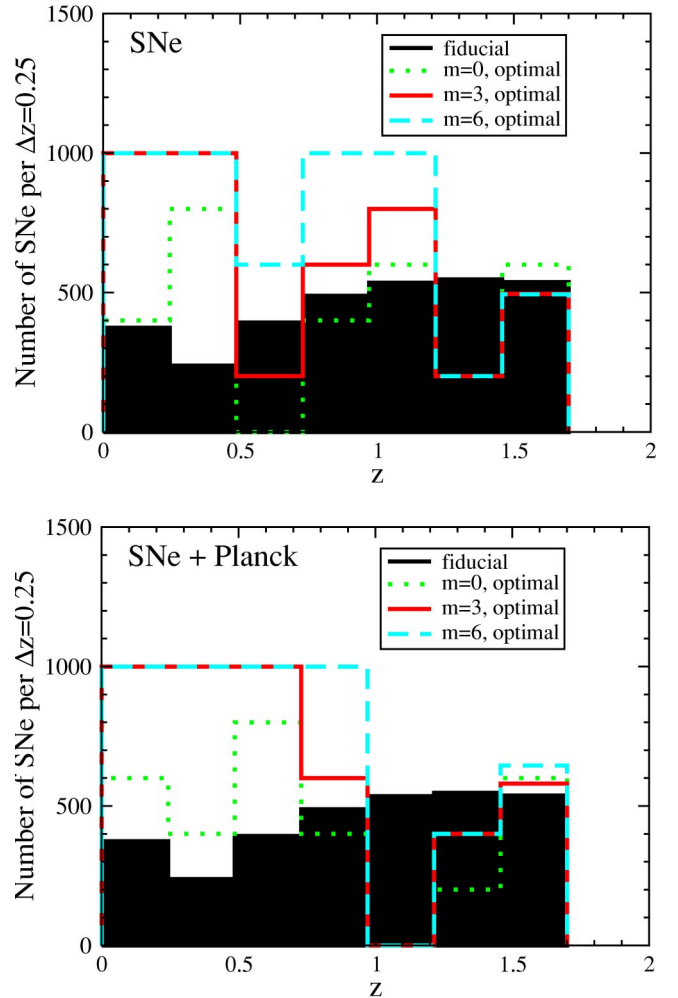 1500
SNe
fiducial
m=0, optimal
m=3, optimal
m=6, optimal
1000
500
0
Number of SNe per Δz=0.25
0 0.5 1 1.5 2
z
1500
SNe + Planck
fiducial
m=0, optimal
m=3, optimal
m=6, optimal
1000
500
0
Number of SNe per Δz=0.25
0 0.5 1 1.5 2
z